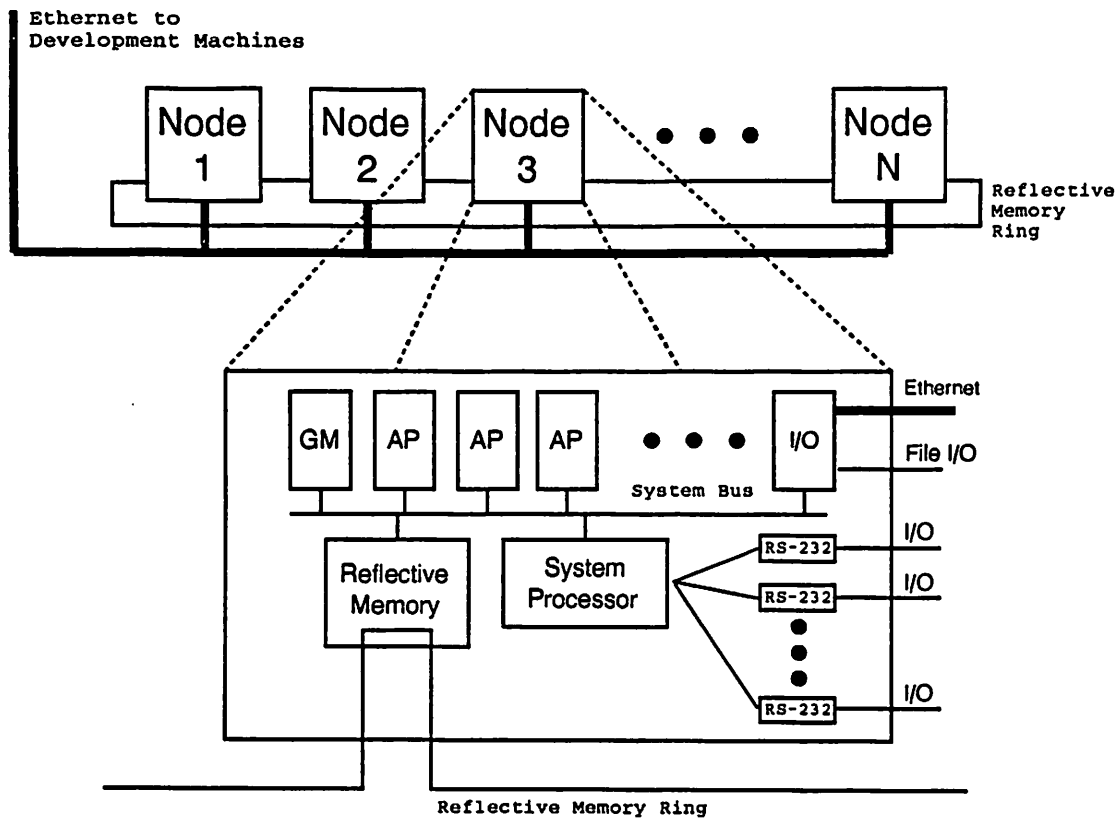 Ethernet to
Development Machines
Node
1
Node
2
Node
3
Node
N
Reflective
Memory
Ring
GM
AP
AP
AP
I/O
Ethernet
File I/O
System Bus
Reflective
Memory
System
Processor
RS-232
I/O
RS-232
I/O
RS-232
I/O
Reflective Memory Ring